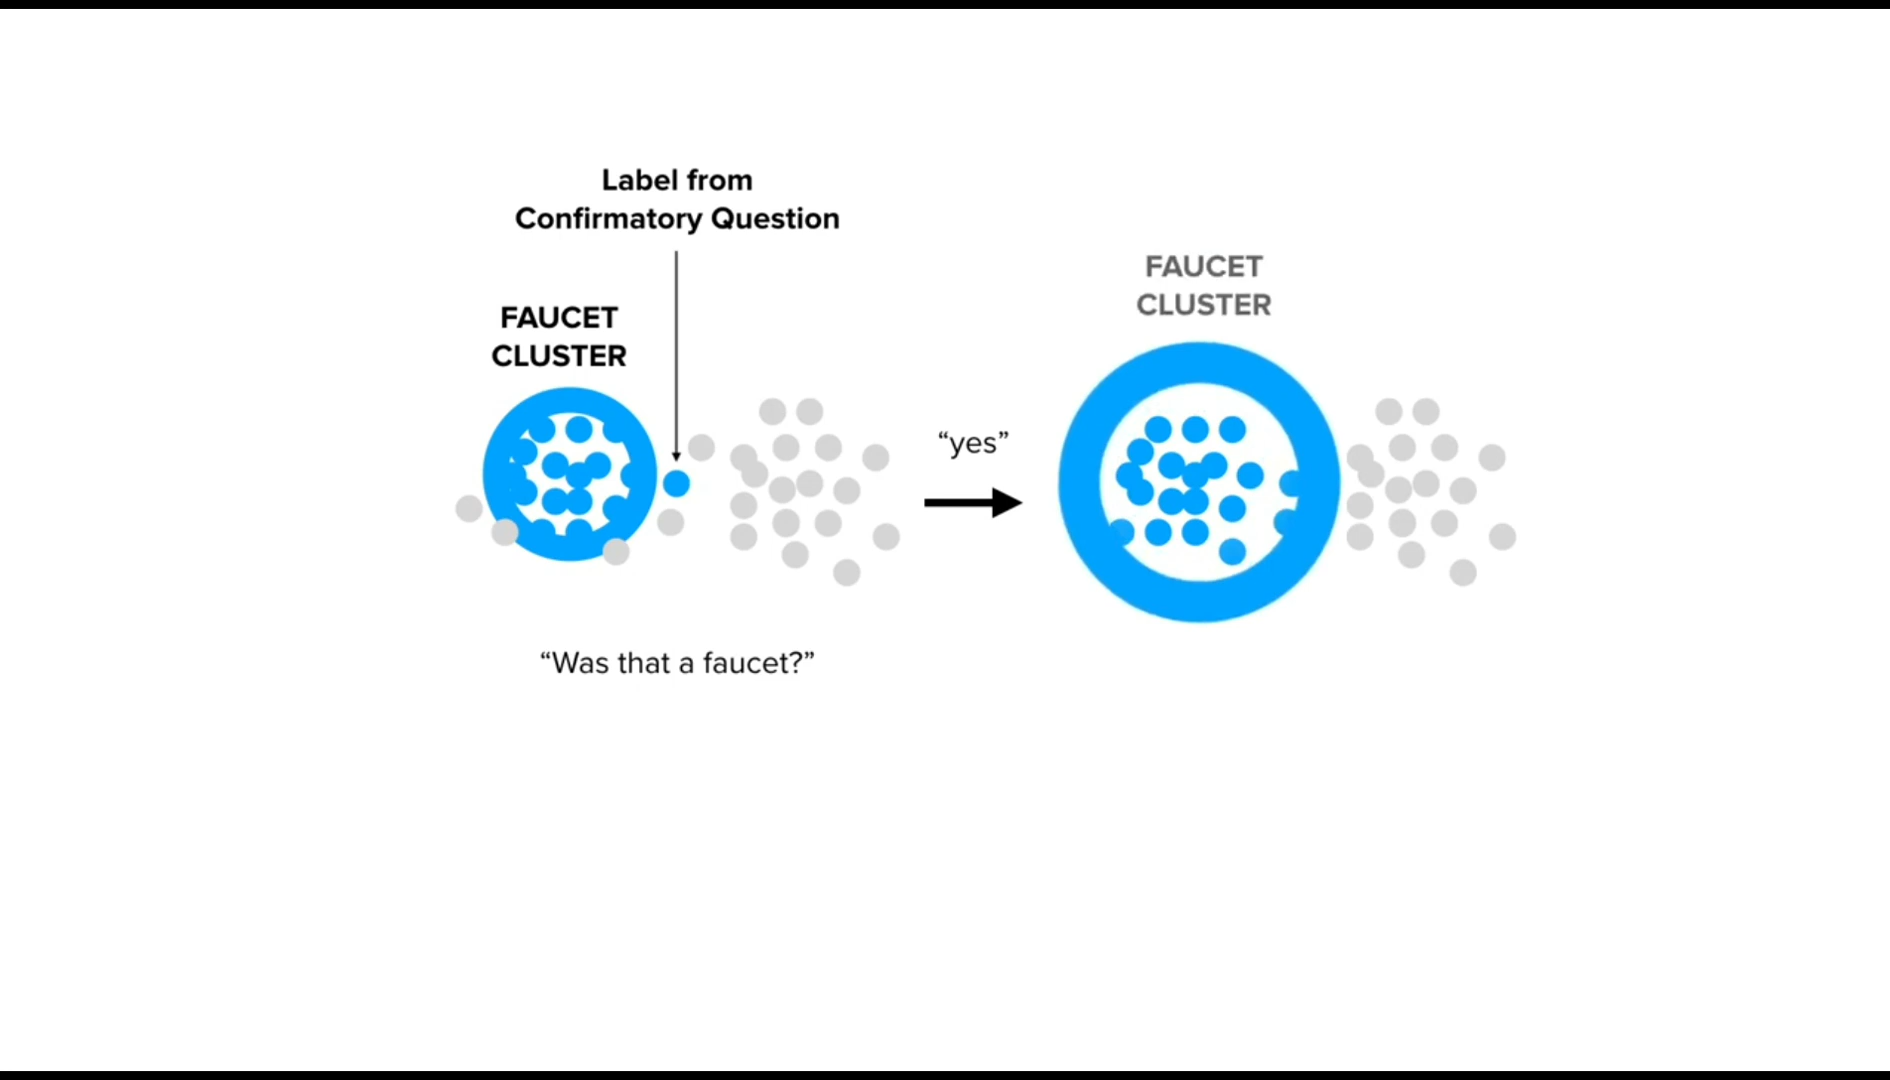 Label from
Confirmatory Question
FAUCET
CLUSTER
“Was that a faucet?”
“yes”
FAUCET
CLUSTER